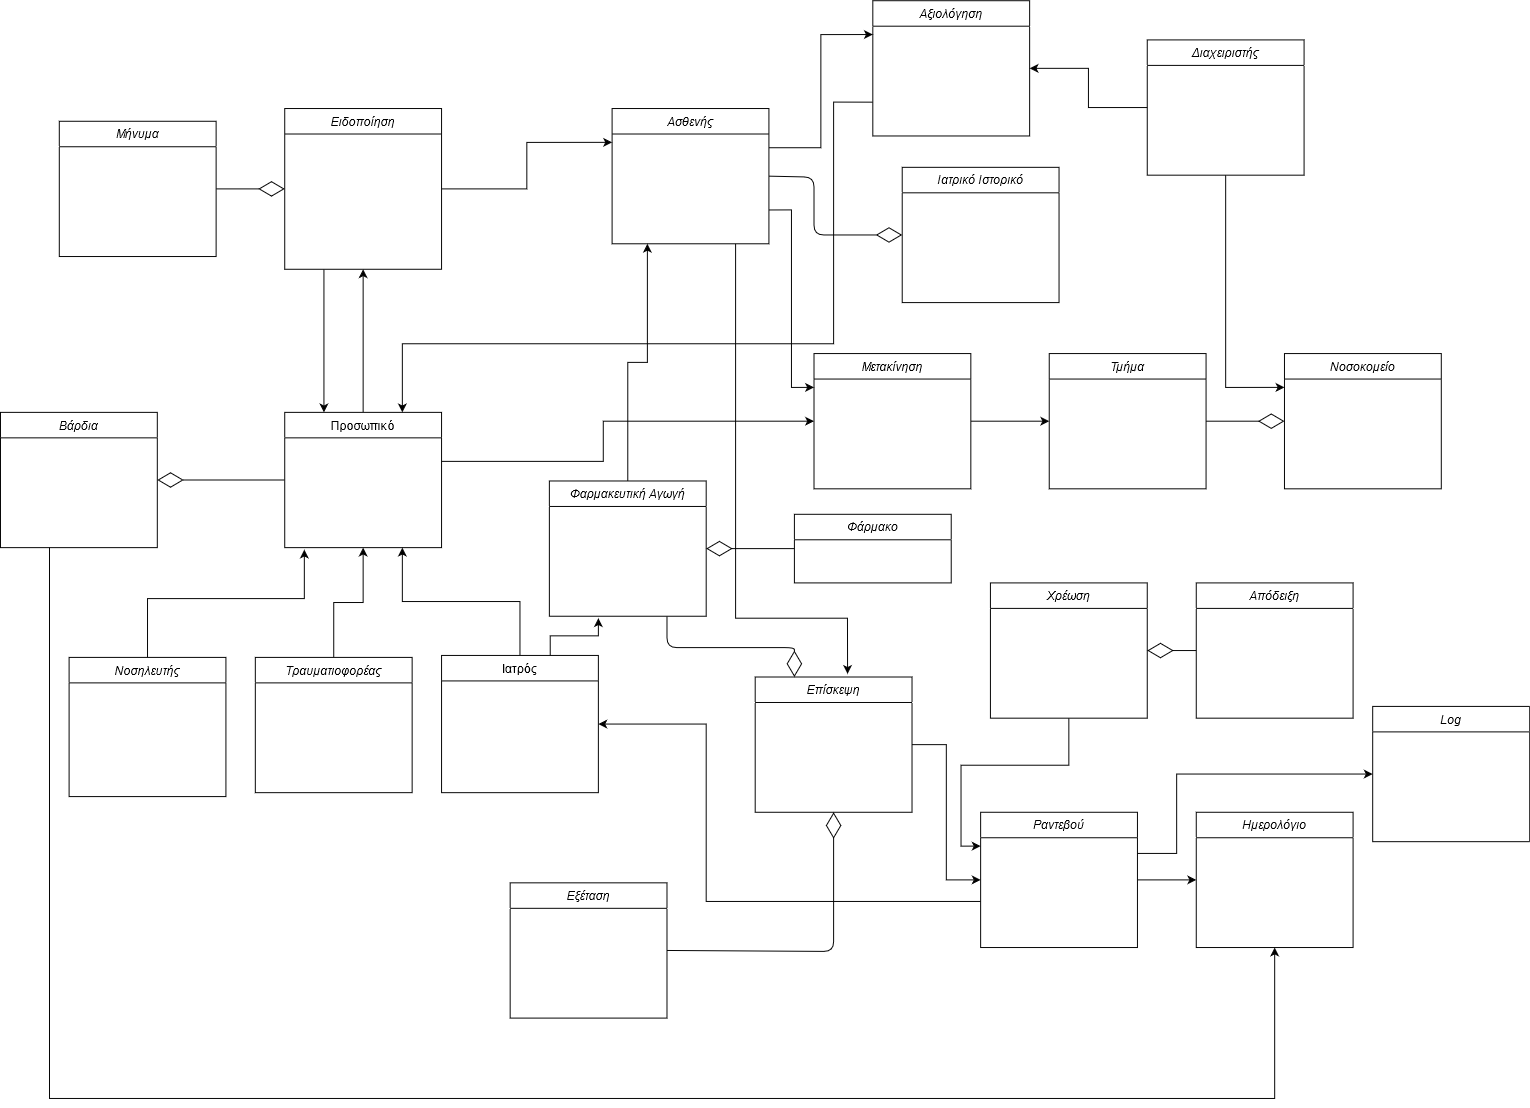 Αξιολόγηση
Διαχειριστής
Μήνυμα
Ειδοποίηση
Ασθενής
Ιατρικό Ιστορικό
Μετακίνηση
Τμήμα
Νοσοκομείο
Βάρδια
Προσωπικό
Φαρμακευτική Αγωγή
Φάρμακο
Χρέωση
Απόδειξη
Νοσηλευτής
Τραυματιοφορέας
Ιατρός
Επίσκεψη
Log
Ραντεβού
Ημερολόγιο
Εξέταση